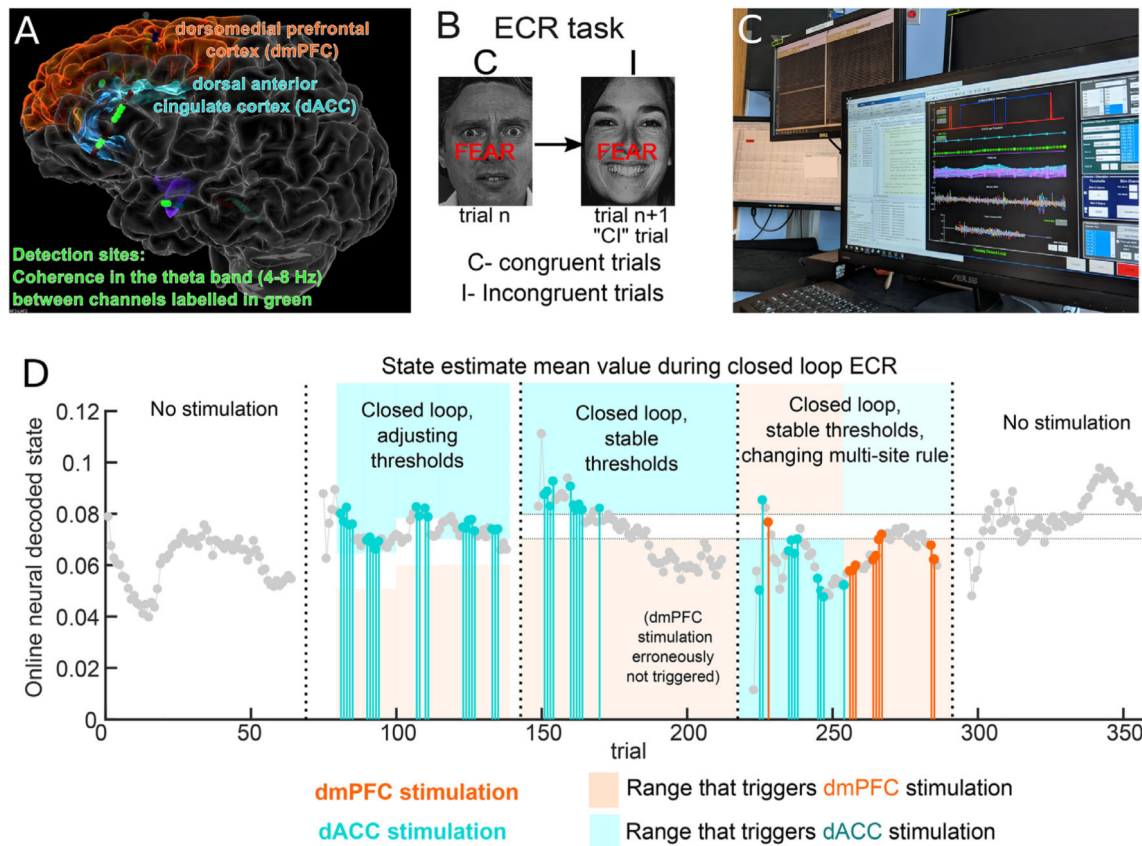 A
dorsomedial prefrontal
cortex (dmPFC)
dorsal anterior
cingulate cortex (dACC)
Detection sites:
Coherence in the theta band (4-8 Hz)
between channels labelled in green
B
ECR task
C
I
FEAR
FEAR
trial n
trial n+1
"CI" trial
C- congruent trials
I- Incongruent trials
C
DELL
ASUS
D
State estimate mean value during closed loop ECR
No stimulation
Closed loop,
adjusting
thresholds
Closed loop,
stable
thresholds
Closed loop,
stable thresholds,
changing multi-site rule
No stimulation
Online neural decoded state
0.12
0.1
0.08
0.06
0.04
0.02
0
(dmPFC
stimulation
erroneously
not triggered)
0
50
100
150
200
250
300
350
trial
dmPFC stimulation
dACC stimulation
Range that triggers dmPFC stimulation
Range that triggers dACC stimulation